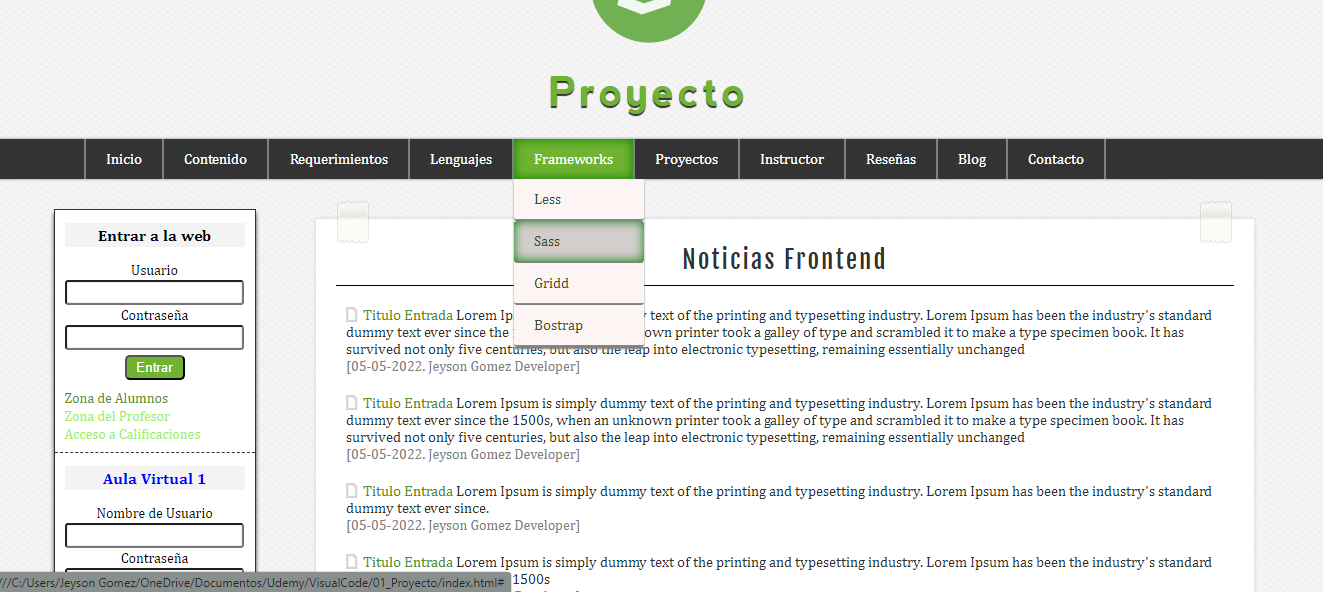 Proyecto
Inicio Contenido Requerimientos Lenguajes Frameworks Proyectos Instructor Reseñas Blog Contacto
Less
Sass
Gridd
Bostrap
Entrar a la web
Usuario
Contraseña
Entrar
Zona de Alumnos
Zona del Profesor
Acceso a Calificaciones
Aula Virtual 1
Nombre de Usuario
Contraseña
Noticias Frontend
Titulo Entrada Lorem Ip text of the printing and typesetting industry. Lorem Ipsum has been the industry's standard
dummy text ever since the own printer took a galley of type and scrambled it to make a type specimen book. It has
survived not only five centuries, but also the leap into electronic typesetting, remaining essentially unchanged
[05-05-2022. Jeyson Gomez Developer]
Titulo Entrada Lorem Ipsum is simply dummy text of the printing and typesetting industry. Lorem Ipsum has been the industry's standard
dummy text ever since the 1500s, when an unknown printer took a galley of type and scrambled it to make a type specimen book. It has
survived not only five centuries, but also the leap into electronic typesetting, remaining essentially unchanged
[05-05-2022. Jeyson Gomez Developer]
Titulo Entrada Lorem Ipsum is simply dummy text of the printing and typesetting industry. Lorem Ipsum has been the industry's standard
dummy text ever since.
[05-05-2022. Jeyson Gomez Developer]
Titulo Entrada Lorem Ipsum is simply dummy text of the printing and typesetting industry. Lorem Ipsum has been the industry's standard
1500s
///C:/Users/Jeyson Gomez/OneDrive/Documentos/Udemy/VisualCode/01_Proyecto/index.html#